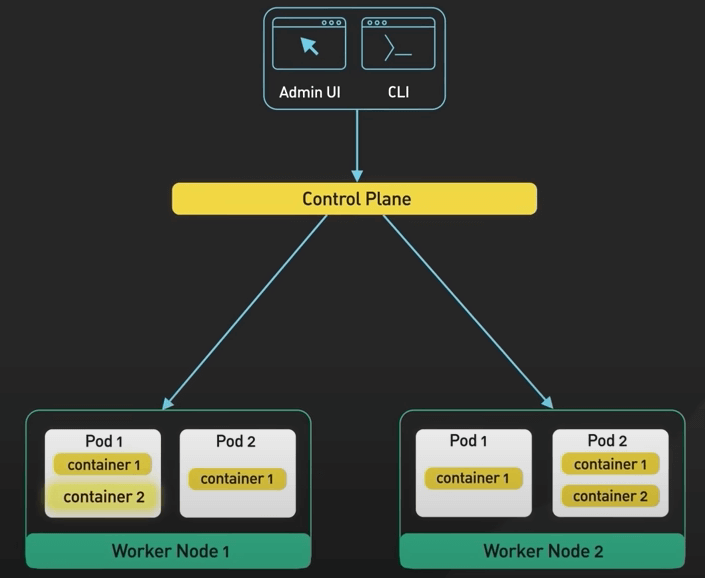 Admin UI
CLI
Control Plane
Pod 1
container 1
container 2
Pod 2
container 1
Worker Node 1
Pod 1
container 1
Pod 2
container 1
container 2
Worker Node 2